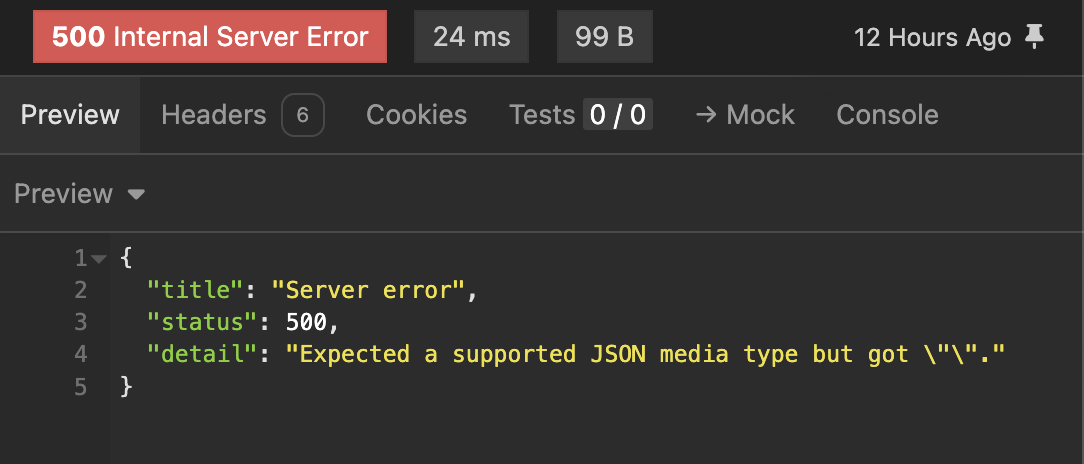 500 Internal Server Error 24 ms 99 B 12 Hours Ago
Preview Headers 6 Cookies Tests 0 / 0 → Mock Console
Preview
1 {
2 "title": "Server error",
3 "status": 500,
4 "detail": "Expected a supported JSON media type but got \"\"."
5 }